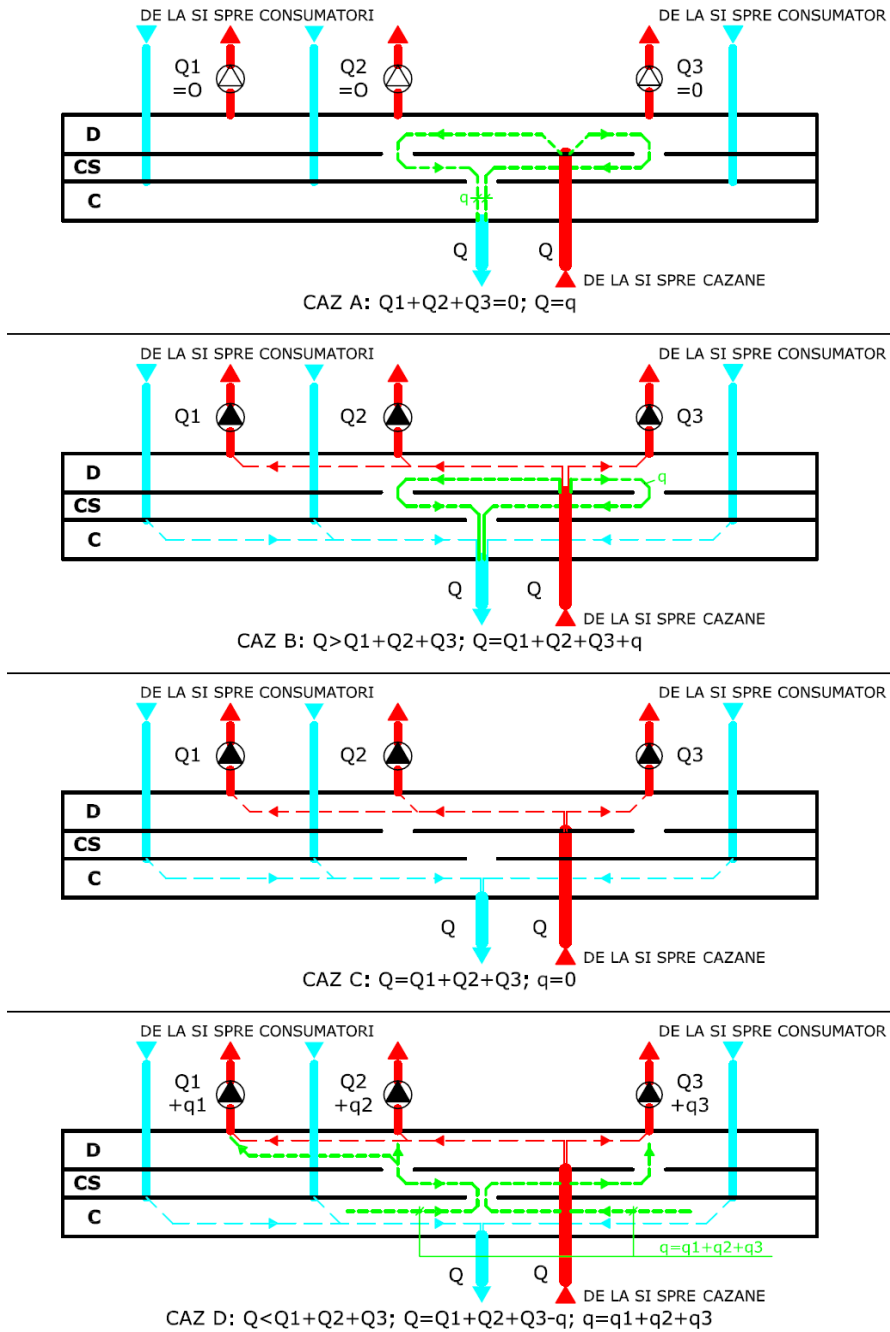 DE LA SI SPRE CONSUMATORI DE LA SI SPRE CONSUMATOR
Q1 Q2 Q3
=O =O =0
D
CS
C
q
Q Q
DE LA SI SPRE CAZANE
CAZ A: Q1+Q2+Q3=0; Q=q
DE LA SI SPRE CONSUMATORI DE LA SI SPRE CONSUMATOR
Q1 Q2 Q3
D
q
CS
C
Q Q
DE LA SI SPRE CAZANE
CAZ B: Q>Q1+Q2+Q3; Q=Q1+Q2+Q3+q
DE LA SI SPRE CONSUMATORI DE LA SI SPRE CONSUMATOR
Q1 Q2 Q3
D
CS
C
Q Q
DE LA SI SPRE CAZANE
CAZ C: Q=Q1+Q2+Q3; q=0
DE LA SI SPRE CONSUMATORI DE LA SI SPRE CONSUMATOR
Q1 Q2 Q3
+q1 +q2 +q3
D
CS
C
q=q1+q2+q3
Q Q
DE LA SI SPRE CAZANE
CAZ D: Q<Q1+Q2+Q3; Q=Q1+Q2+Q3-q; q=q1+q2+q3